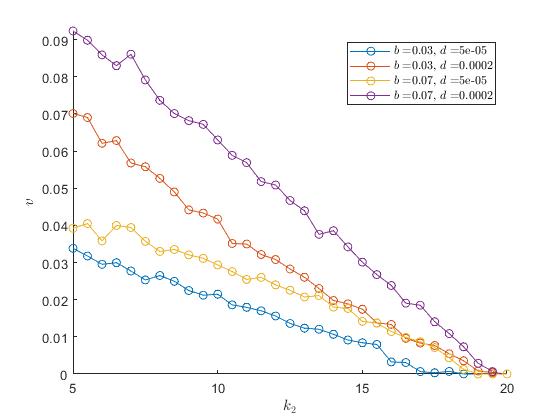 0.09
0.08
0.07
0.06
0.05
0.04
0.03
0.02
0.01
0
v
5
10
15
20
k₂
b =0.03, d =5e-05
b =0.03, d =0.0002
b =0.07, d =5e-05
b =0.07, d =0.0002